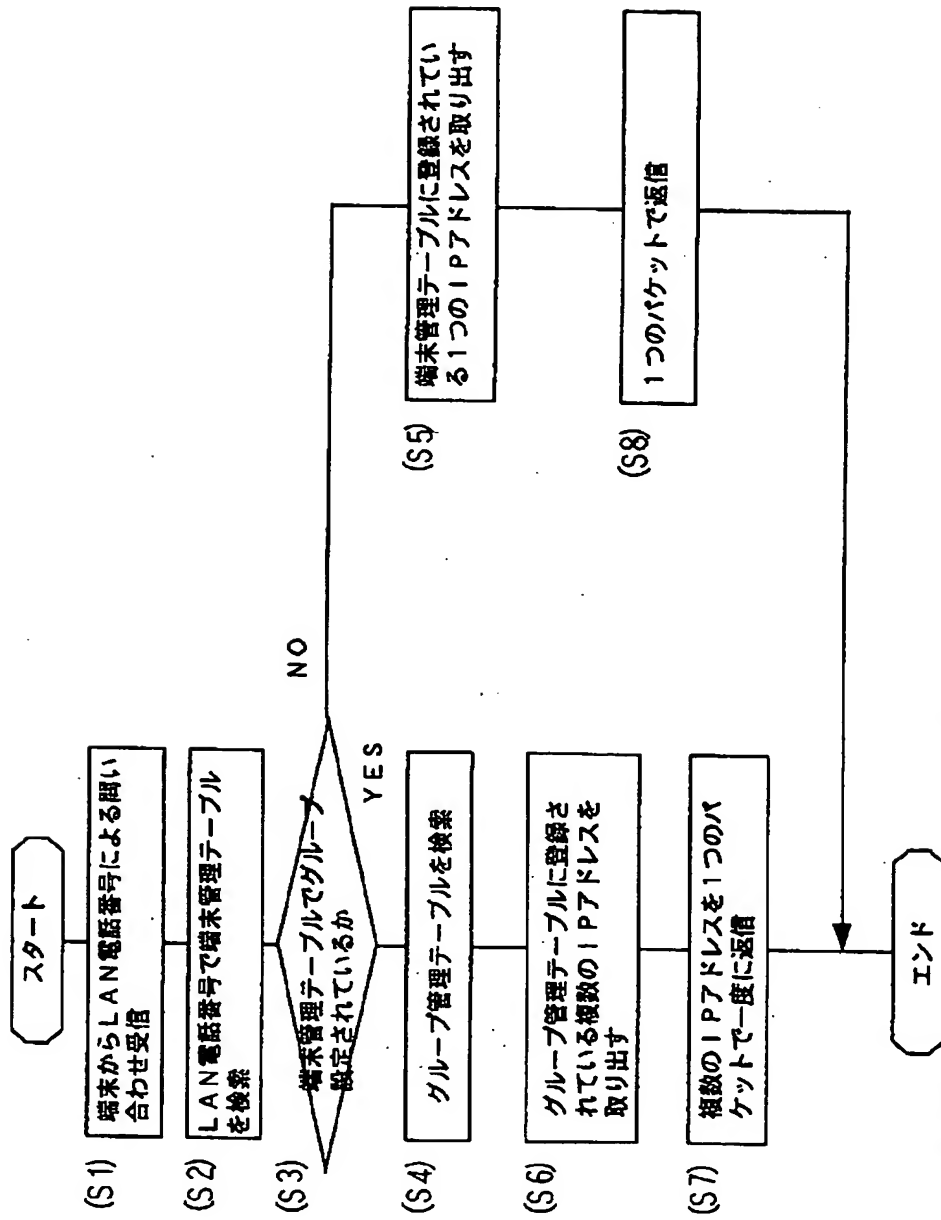 スタート
(S1)
端末からLAN電話番号による問い
合わせ受信
(S2)
LAN電話番号で端末管理テーブル
を検索
(S3)
端末管理テーブルでグループ
設定されているか
NO
YES
(S4)
グループ管理テーブルを検索
(S5)
端末管理テーブルに登録されてい
る1つのIPアドレスを取り出す
(S6)
グループ管理テーブルに登録さ
れている複数のIPアドレスを
取り出す
(S7)
複数のIPアドレスを1つのパ
ケットで一度に返信
(S8)
1つのパケットで返信
エンド